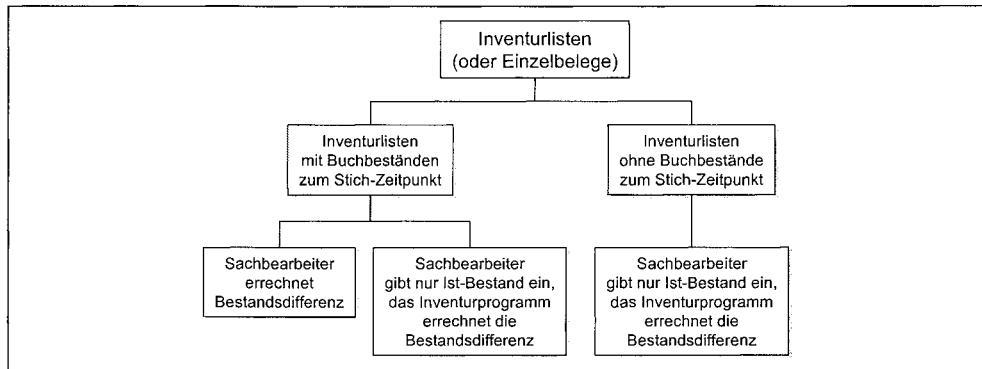 Inventurlisten
(oder Einzelbelege)
Inventurlisten
mit Buchbeständen
zum Stich-Zeitpunkt
Inventurlisten
ohne Buchbestände
zum Stich-Zeitpunkt
Sachbearbeiter
errechnet
Bestandsdifferenz
Sachbearbeiter
gibt nur Ist-Bestand ein,
das Inventurprogramm
errechnet die
Bestandsdifferenz
Sachbearbeiter
gibt nur Ist-Bestand ein,
das Inventurprogramm
errechnet die
Bestandsdifferenz